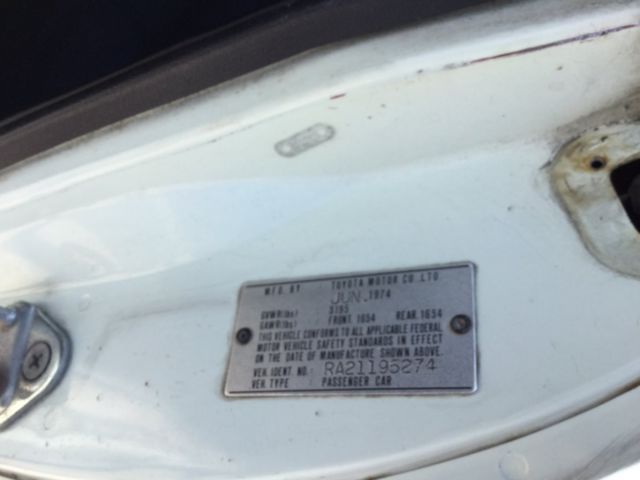 MFD. BY TOYOTA MOTOR CO., LTD.
JUN. 1974
GVWR(lbs) 3195
GAWR(lbs) FRONT 1654 REAR 1654
THIS VEHICLE CONFORMS TO ALL APPLICABLE FEDERAL
MOTOR VEHICLE SAFETY STANDARDS IN EFFECT
ON THE DATE OF MANUFACTURE SHOWN ABOVE.
VEH. IDENT NO.: RA21195274
VEH. TYPE PASSENGER CAR